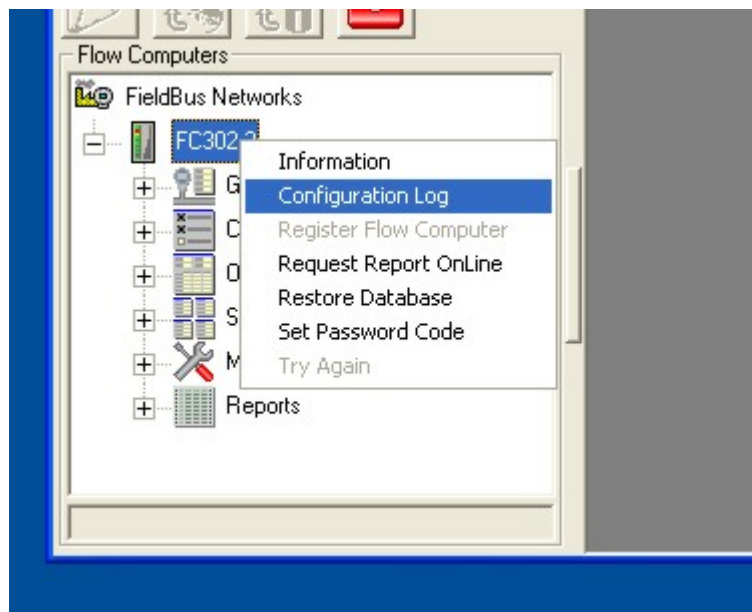 Flow Computers
FieldBus Networks
FC302-2
Information
G
Configuration Log
C
Register Flow Computer
O
Request Report OnLine
Restore Database
S
Set Password Code
M
Try Again
Reports